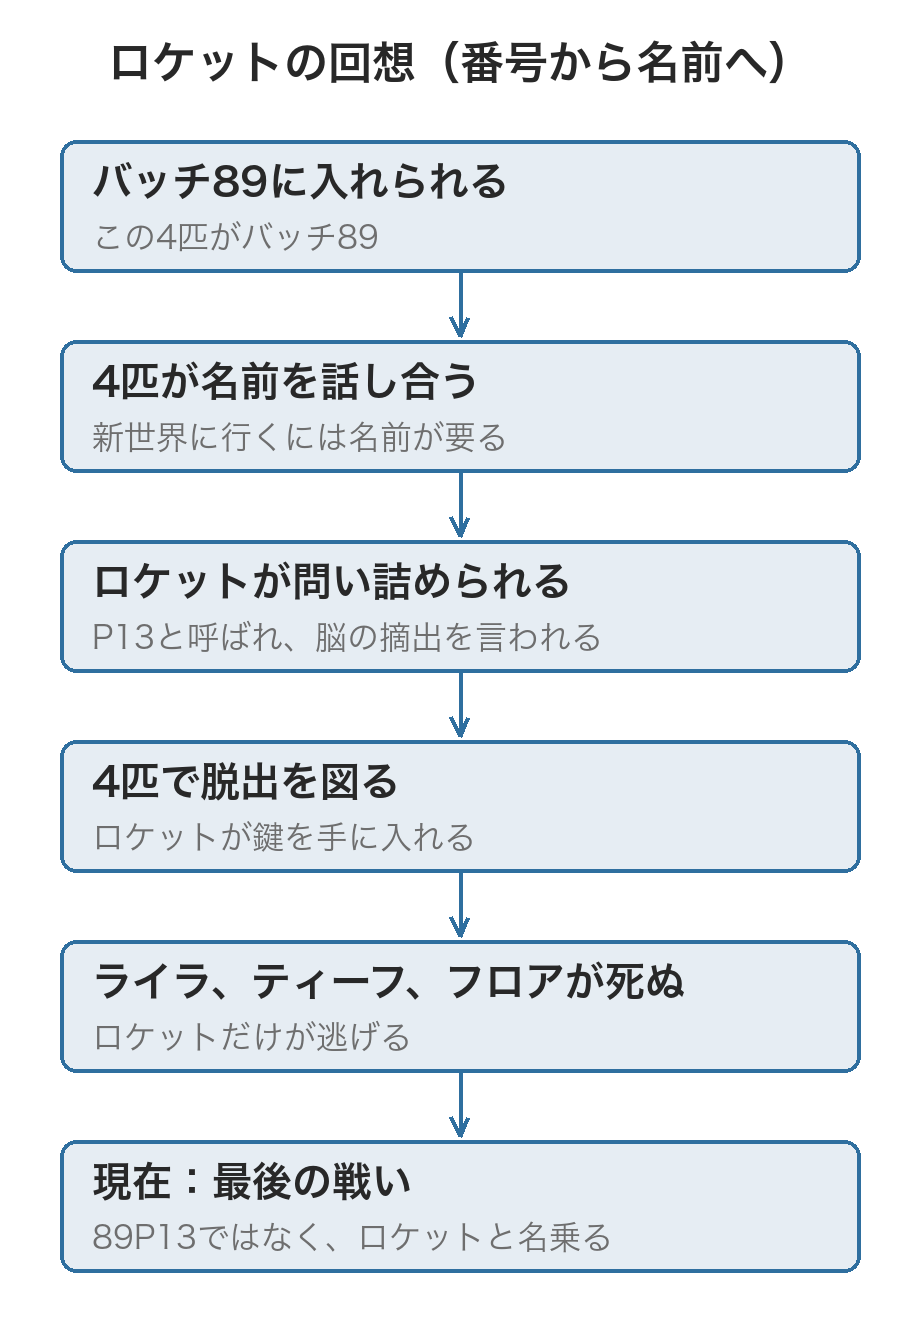 ロケットの回想（番号から名前へ）
バッチ89に入れられる
この4匹がバッチ89
4匹が名前を話し合う
新世界に行くには名前が要る
ロケットが問い詰められる
P13と呼ばれ、脳の摘出を言われる
4匹で脱出を図る
ロケットが鍵を手に入れる
ライラ、ティーフ、フロアが死ぬ
ロケットだけが逃げる
現在：最後の戦い
89P13ではなく、ロケットと名乗る